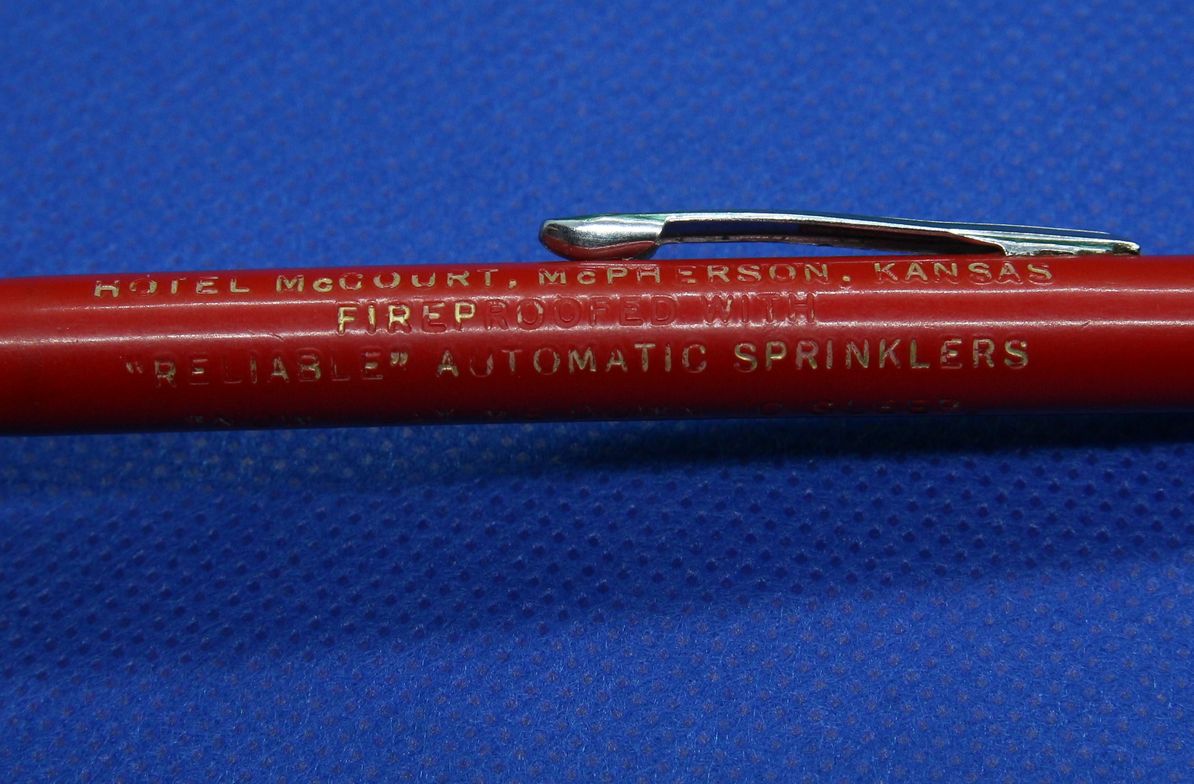 HOTEL McCOURT, McPHERSON, KANSAS
FIREPROOFED WITH
"RELIABLE" AUTOMATIC SPRINKLERS